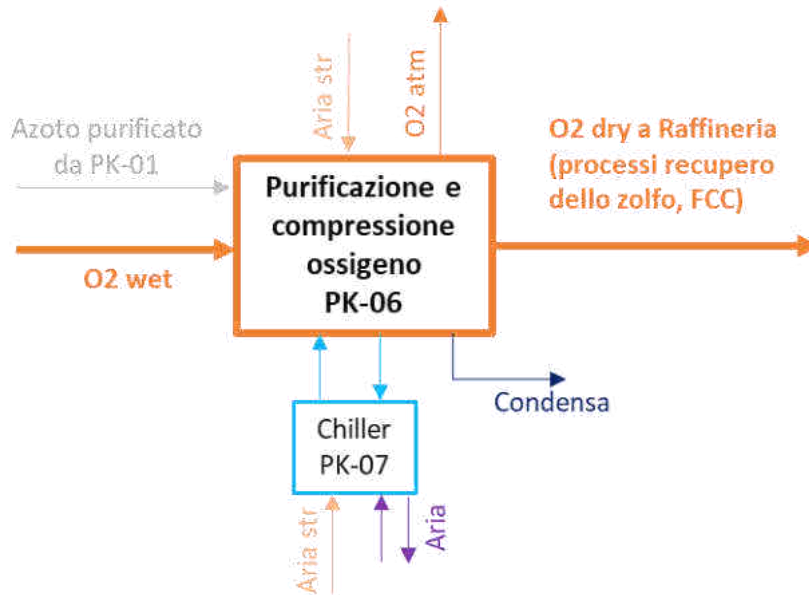 Aria str
O2 atm
Azoto purificato
da PK-01
O2 dry a Raffineria
(processi recupero
dello zolfo, FCC)
Purificazione e
compressione
ossigeno
PK-06
O2 wet
Condensa
Chiller
PK-07
Aria str
Aria